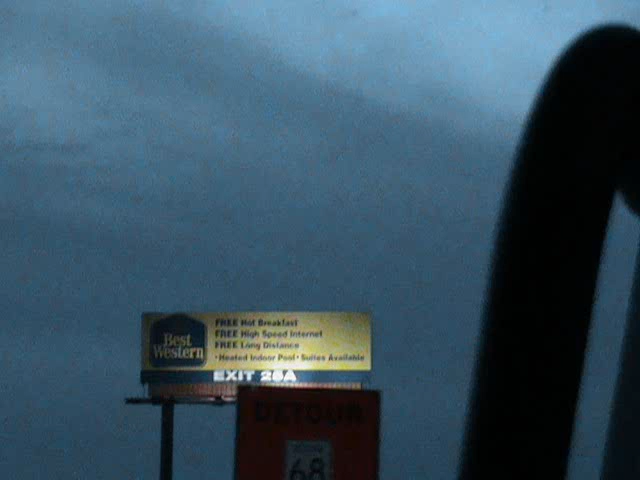 Best
Western
FREE Hot Breakfast
FREE High Speed Internet
FREE Long Distance
•Heated Indoor Pool • Suites Available
EXIT 28A
DETOUR
68